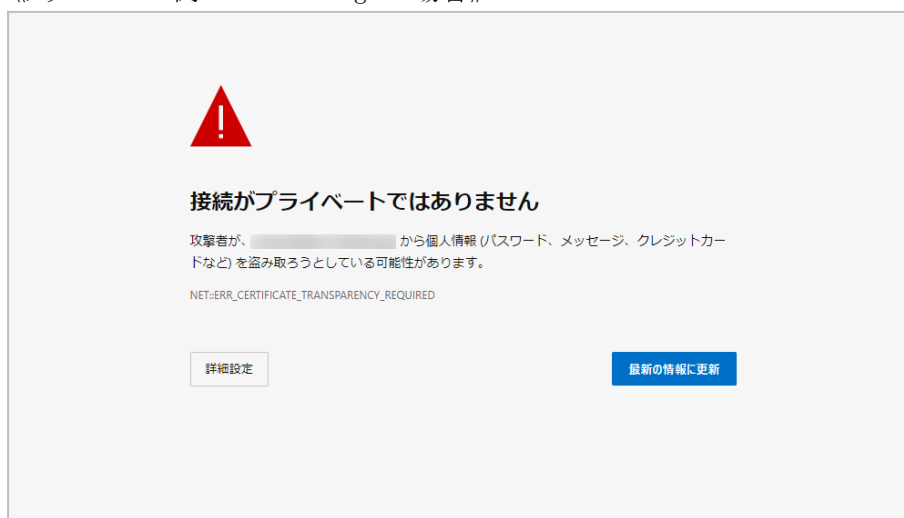 接続がプライベートではありません
攻撃者が、 から個人情報 (パスワード、メッセージ、クレジットカー
ドなど) を盗み取ろうとしている可能性があります。
NET::ERR_CERTIFICATE_TRANSPARENCY_REQUIRED
詳細設定
最新の情報に更新